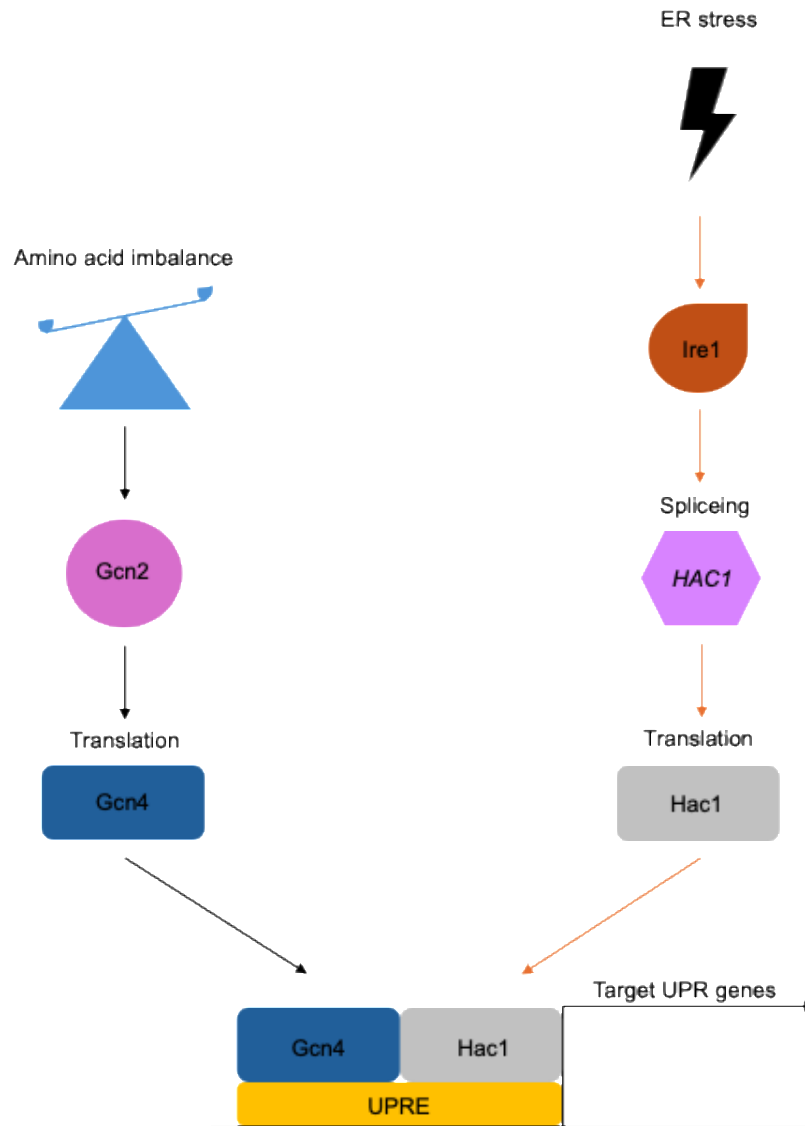 ER stress
Amino acid imbalance
Ire1
Spliceing
Gcn2
HAC1
Translation
Translation
Gcn4
Hac1
Target UPR genes
Gcn4
Hac1
UPRE